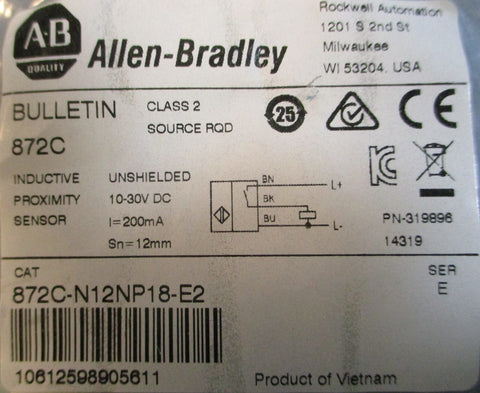 Rockwell Automation
1201 S 2nd St
Milwaukee
WI 53204, USA
A-B
QUALITY
Allen-Bradley
BULLETIN
872C
CLASS 2
SOURCE RQD
25
CE
INDUCTIVE
PROXIMITY
SENSOR
UNSHIELDED
10-30V DC
I=200mA
Sn=12mm
BN
L+
BK
BU
L-
PN-319896
14319
CAT
872C-N12NP18-E2
SER
E
10612598905611
Product of Vietnam